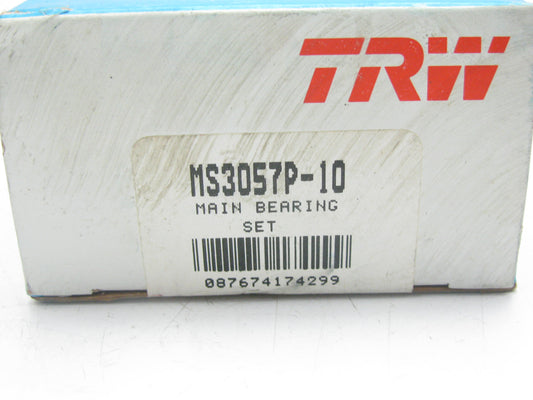 TRW
MS3057P-10
MAIN BEARING
SET
087674174299